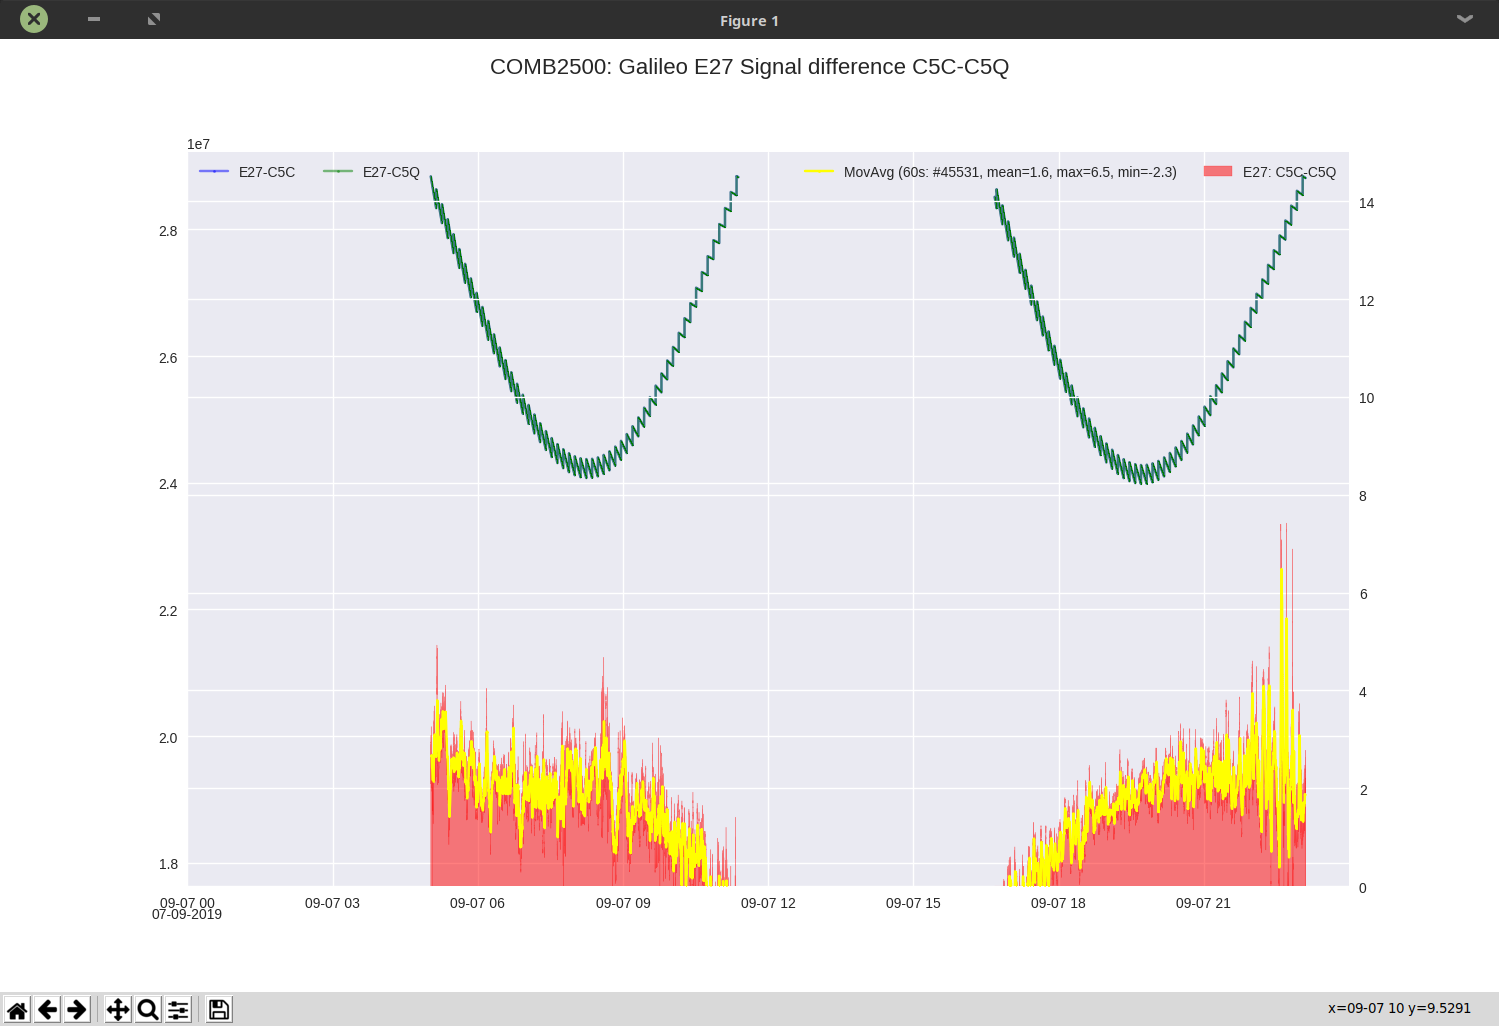 Figure 1
COMB2500: Galileo E27 Signal difference C5C-C5Q
1e7
E27-C5C E27-C5Q MovAvg (60s: #45531, mean=1.6, max=6.5, min=-2.3) E27: C5C-C5Q
14
2.8
12
2.6
10
2.4
8
6
2.2
4
2.0
2
1.8
0
09-07 00 09-07 03 09-07 06 09-07 09 09-07 12 09-07 15 09-07 18 09-07 21
07-09-2019
x=09-07 10 y=9.5291